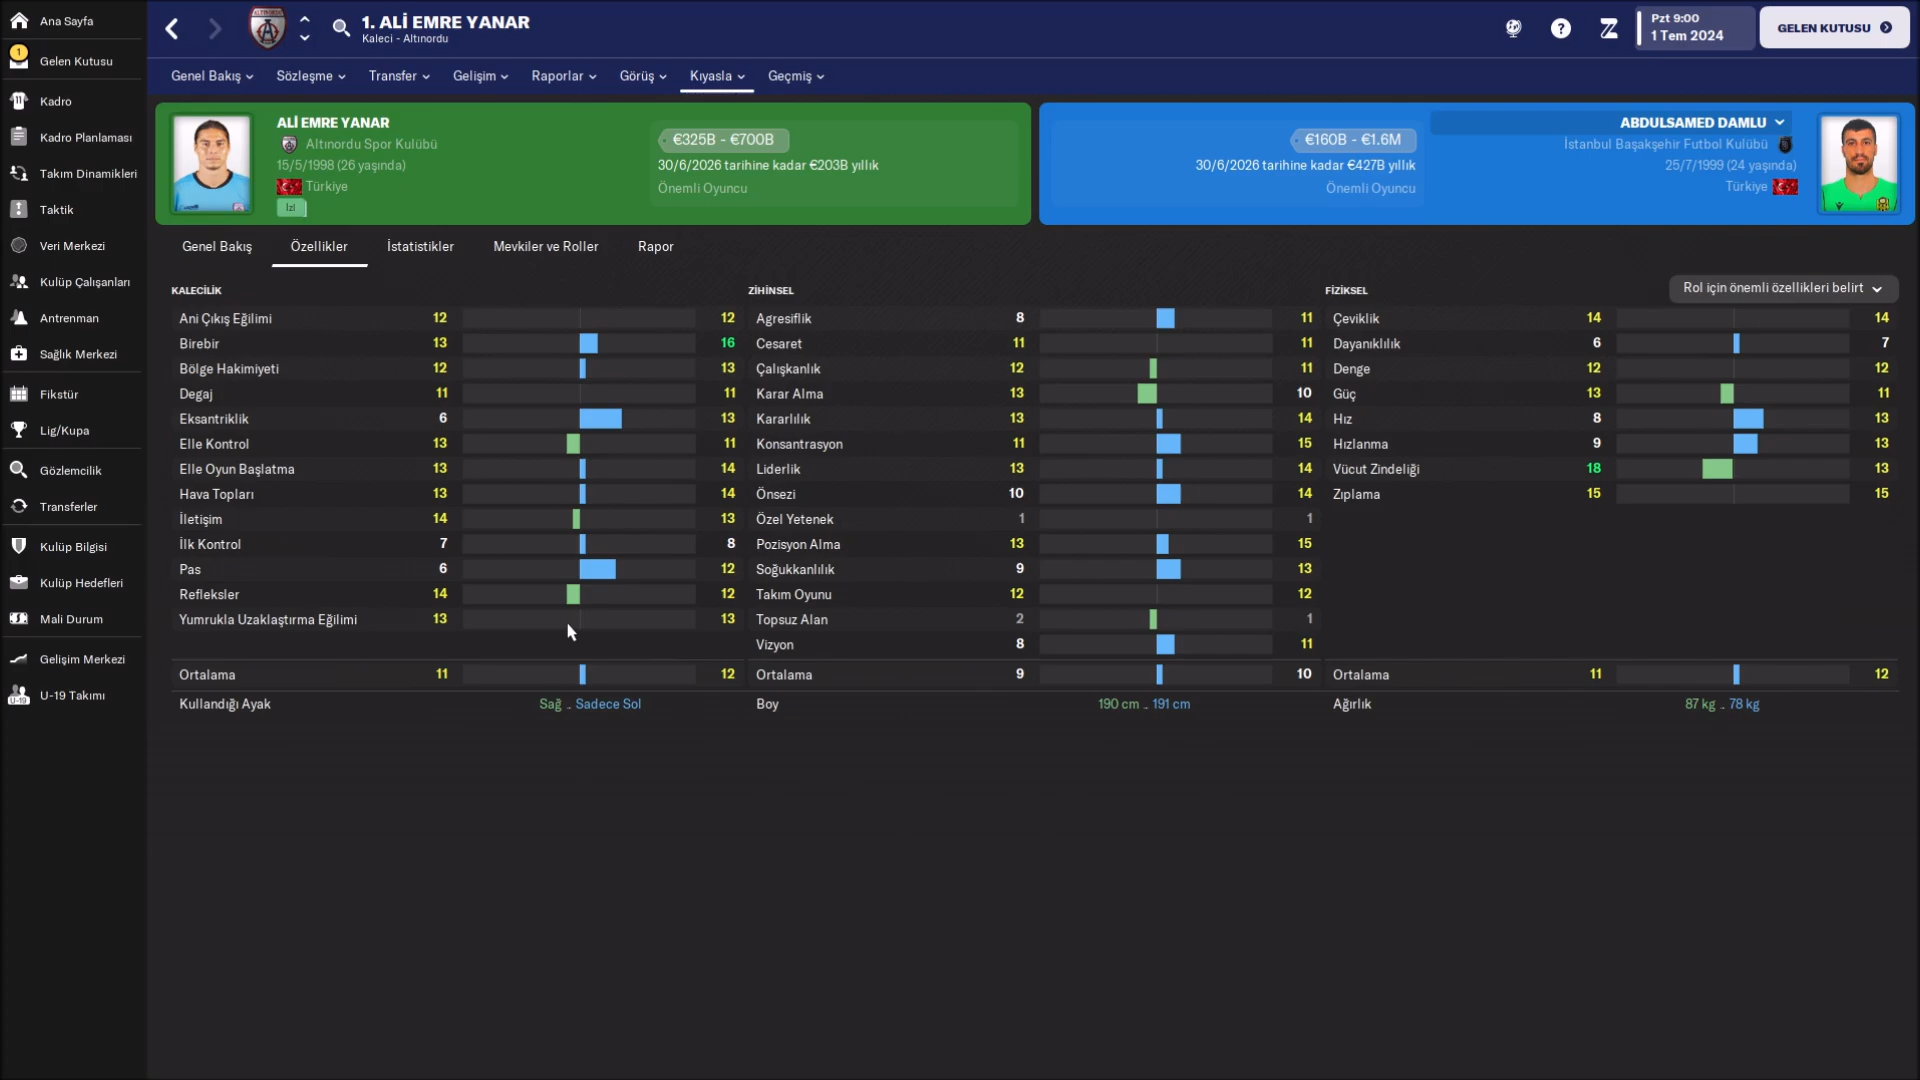 Ana Sayfa
1
Gelen Kutusu
Kadro
Kadro Planlaması
Takım Dinamikleri
Taktik
Veri Merkezi
Kulüp Çalışanları
Antrenman
Sağlık Merkezi
Fikstür
Lig/Kupa
Gözlemcilik
Transferler
Kulüp Bilgisi
Kulüp Hedefleri
Mali Durum
Gelişim Merkezi
U-19 Takımı
1. ALİ EMRE YANAR
Kaleci - Altınordu
Pzt 9:00
1 Tem 2024
GELEN KUTUSU
Genel Bakış Sözleşme Transfer Gelişim Raporlar Görüş Kıyasla Geçmiş
ALİ EMRE YANAR
Altınordu Spor Kulübü
15/5/1998 (26 yaşında)
Türkiye
İzl
€325B - €700B
30/6/2026 tarihine kadar €203B yıllık
Önemli Oyuncu
€160B - €1.6M
30/6/2026 tarihine kadar €427B yıllık
Önemli Oyuncu
ABDULSAMED DAMLU
İstanbul Başakşehir Futbol Kulübü
25/7/1999 (24 yaşında)
Türkiye
Genel Bakış Özellikler İstatistikler Mevkiler ve Roller Rapor
Rol için önemli özellikleri belirt
KALECİLİK
Ani Çıkış Eğilimi 12 12
Birebir 13 16
Bölge Hakimiyeti 12 13
Degaj 11 11
Eksantriklik 6 13
Elle Kontrol 13 11
Elle Oyun Başlatma 13 14
Hava Topları 13 14
İletişim 14 13
İlk Kontrol 7 8
Pas 6 12
Refleksler 14 12
Yumrukla Uzaklaştırma Eğilimi 13 13
Ortalama 11 12
Kullandığı Ayak Sağ .. Sadece Sol
ZİHİNSEL
Agresiflik 8 11
Cesaret 11 11
Çalışkanlık 12 11
Karar Alma 13 10
Kararlılık 13 14
Konsantrasyon 11 15
Liderlik 13 14
Önsezi 10 14
Özel Yetenek 1 1
Pozisyon Alma 13 15
Soğukkanlılık 9 13
Takım Oyunu 12 12
Topsuz Alan 2 1
Vizyon 8 11
Ortalama 9 10
Boy 190 cm .. 191 cm
FİZİKSEL
Çeviklik 14 14
Dayanıklılık 6 7
Denge 12 12
Güç 13 11
Hız 8 13
Hızlanma 9 13
Vücut Zindeliği 18 13
Zıplama 15 15
Ortalama 11 12
Ağırlık 87 kg .. 78 kg